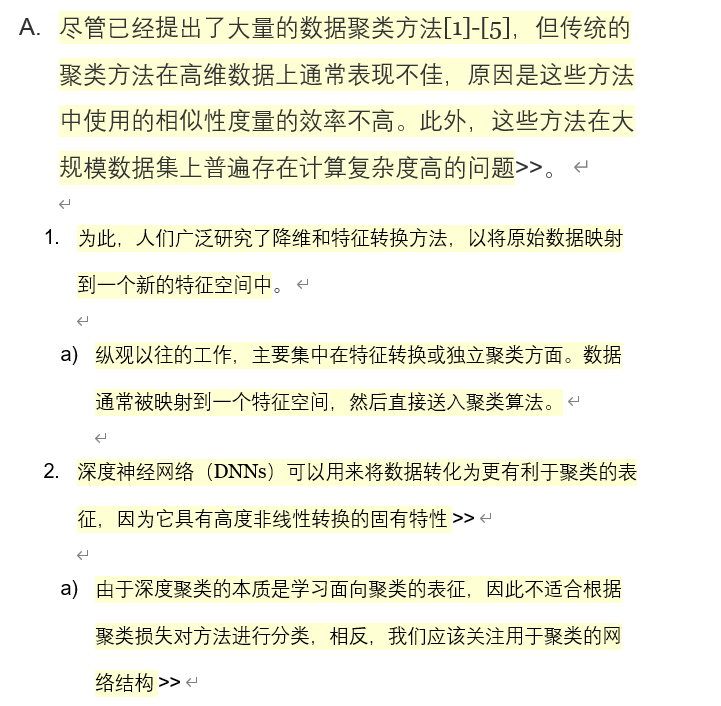 A. 尽管已经提出了大量的数据聚类方法[1]-[5]，但传统的
聚类方法在高维数据上通常表现不佳，原因是这些方法
中使用的相似性度量的效率不高。此外，这些方法在大
规模数据集上普遍存在计算复杂度高的问题>>。
1. 为此，人们广泛研究了降维和特征转换方法，以将原始数据映射
到一个新的特征空间中。
a) 纵观以往的工作，主要集中在特征转换或独立聚类方面。数据
通常被映射到一个特征空间，然后直接送入聚类算法。
2. 深度神经网络（DNNs）可以用来将数据转化为更有利于聚类的表
征，因为它具有高度非线性转换的固有特性>>
a) 由于深度聚类的本质是学习面向聚类的表征，因此不适合根据
聚类损失对方法进行分类，相反，我们应该关注用于聚类的网
络结构>>